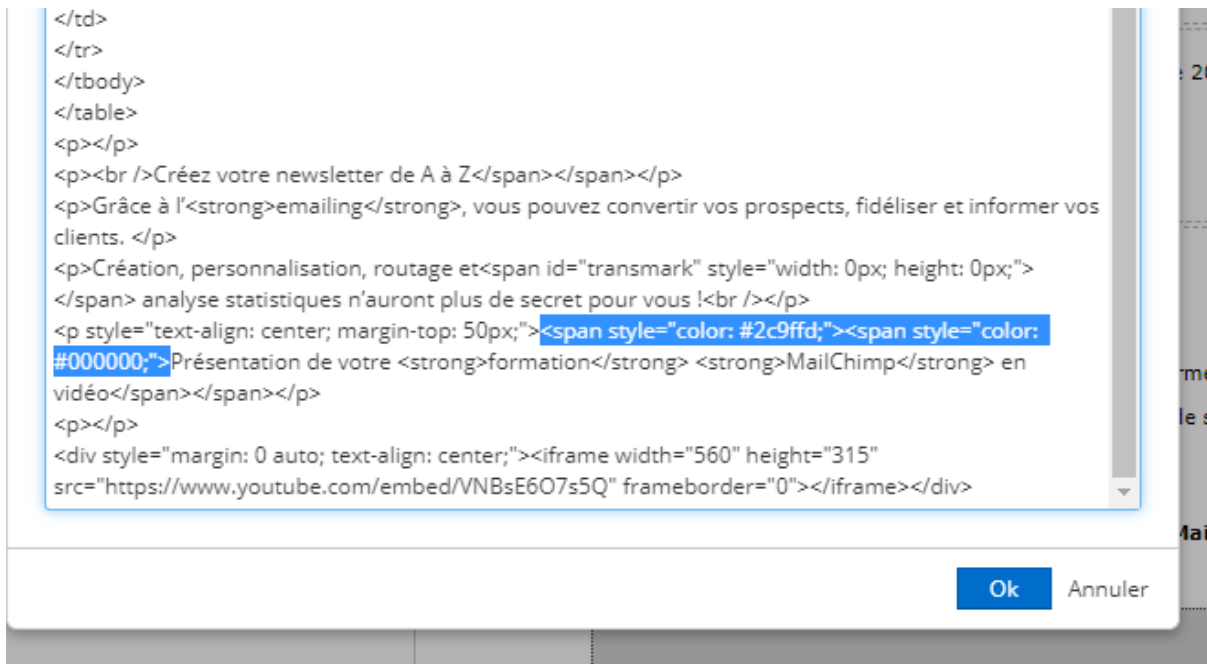 </td>
</tr>
</tbody>
</table>
<p></p>
<p><br />Créez votre newsletter de A à Z</span></span></p>
<p>Grâce à l’<strong>emailing</strong>, vous pouvez convertir vos prospects, fidéliser et informer vos
clients. </p>
<p>Création, personnalisation, routage et<span id="transmark" style="width: 0px; height: 0px;">
</span> analyse statistiques n’auront plus de secret pour vous !<br /></p>
<p style="text-align: center; margin-top: 50px;"><span style="color: #2c9ffd;"><span style="color:
#000000;">Présentation de votre <strong>formation</strong> <strong>MailChimp</strong> en
vidéo</span></span></p>
<p></p>
<div style="margin: 0 auto; text-align: center;"><iframe width="560" height="315"
src="https://www.youtube.com/embed/VNBsE6O7s5Q" frameborder="0"></iframe></div>
Ok Annuler